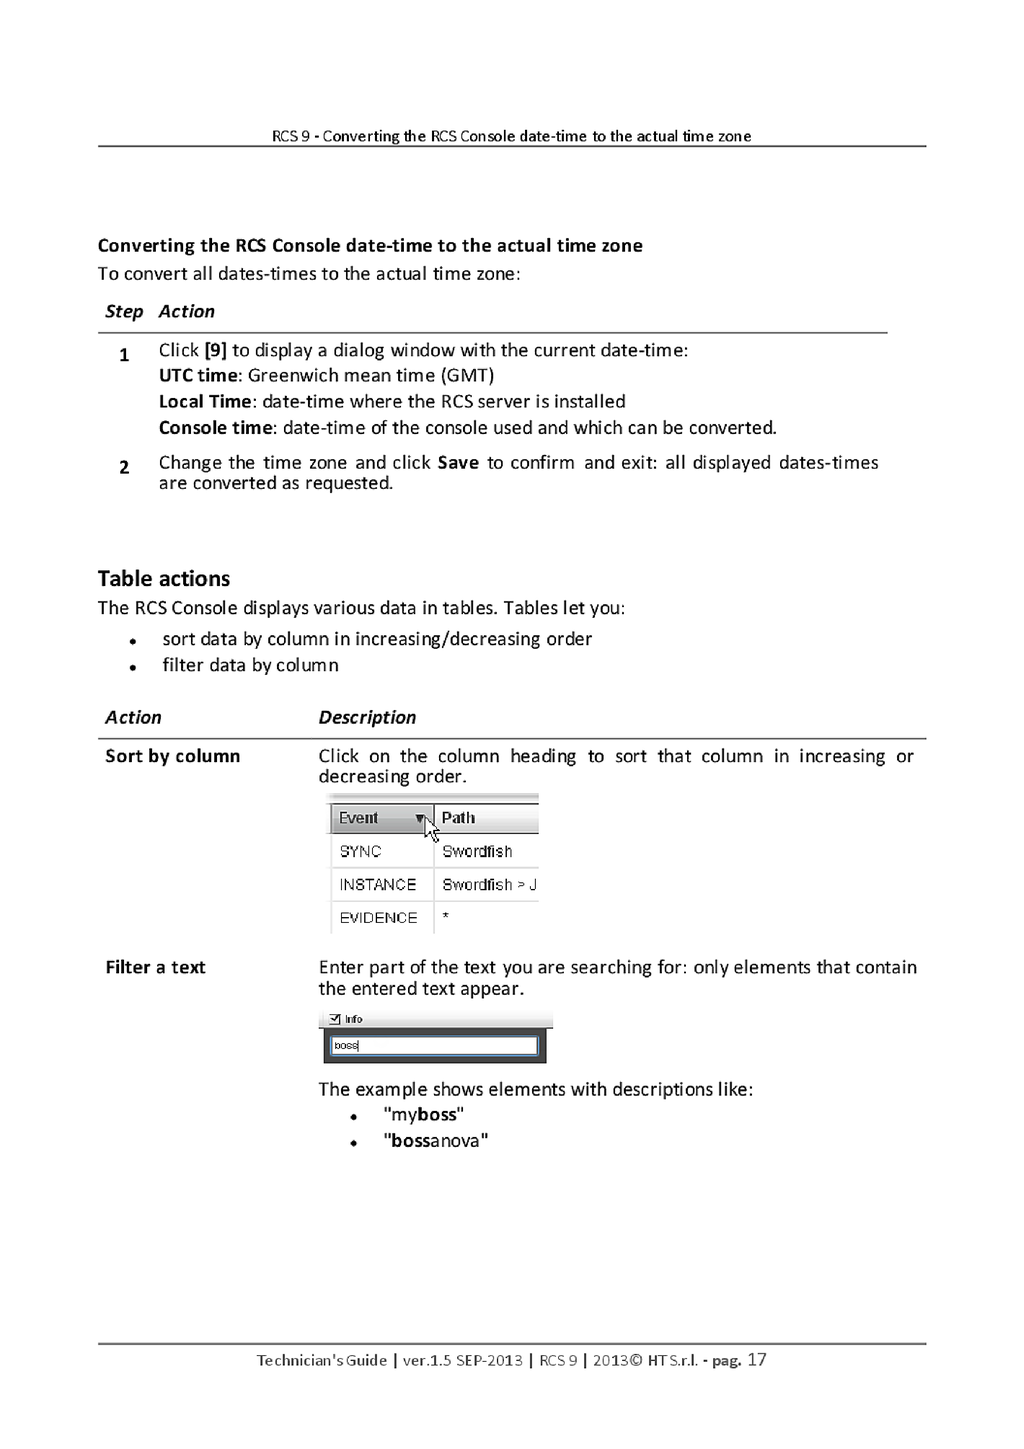 RCS 9 - Converting the RCS Console date-time to the actual time zone
Converting the RCS Console date-time to the actual time zone
To convert all dates-times to the actual time zone:
Step Action
1 Click [9] to display a dialog window with the current date-time:
UTC time: Greenwich mean time (GMT)
Local Time: date-time where the RCS server is installed
Console time: date-time of the console used and which can be converted.
2 Change the time zone and click Save to confirm and exit: all displayed dates-times
are converted as requested.
Table actions
The RCS Console displays various data in tables. Tables let you:
• sort data by column in increasing/decreasing order
• filter data by column
Action Description
Sort by column Click on the column heading to sort that column in increasing or
decreasing order.
Event ▼ Path
SYNC Swordfish
INSTANCE Swordfish > J
EVIDENCE *
Filter a text Enter part of the text you are searching for: only elements that contain
the entered text appear.
Info
boss
The example shows elements with descriptions like:
• "myboss"
• "bossanova"
Technician's Guide | ver.1.5 SEP-2013 | RCS 9 | 2013© HT S.r.l. - pag. 17